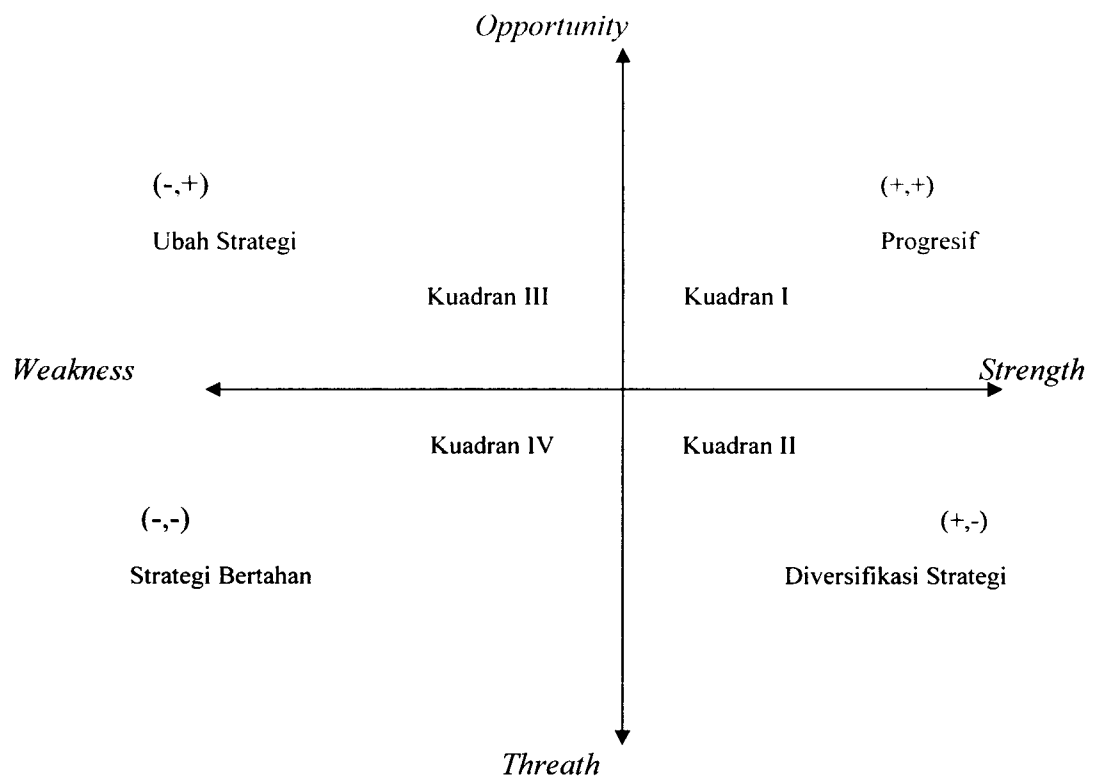 Opportunity
(-,+)
(+,+)
Ubah Strategi
Progresif
Kuadran III
Kuadran I
Weakness
Strength
Kuadran IV
Kuadran II
(-,-)
(+,-)
Strategi Bertahan
Diversifikasi Strategi
Threath